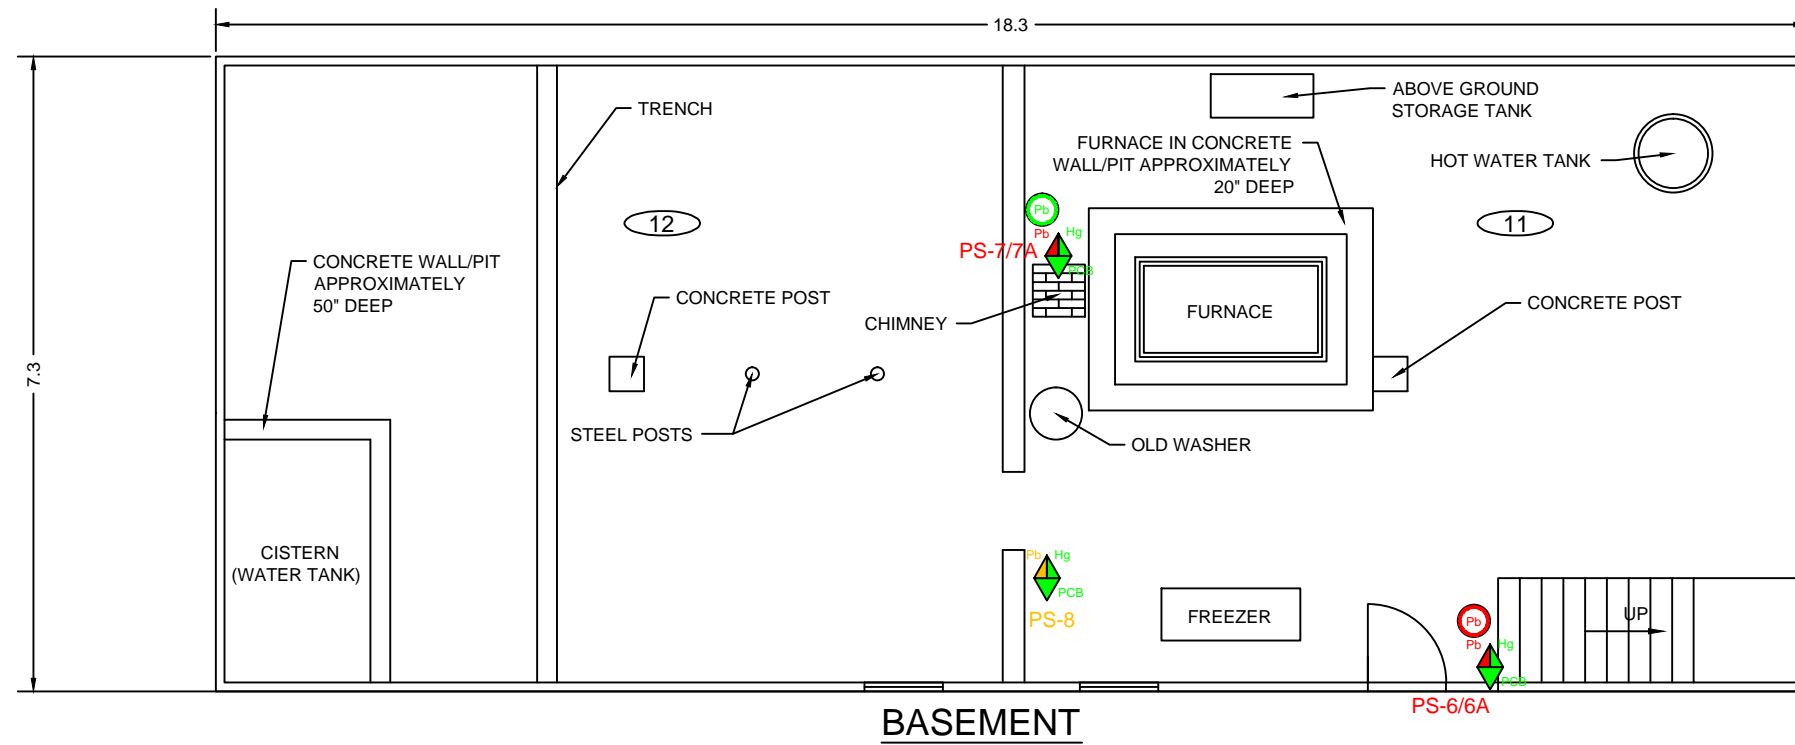 18.3
7.3
TRENCH
ABOVE GROUND
STORAGE TANK
FURNACE IN CONCRETE
WALL/PIT APPROXIMATELY
20" DEEP
HOT WATER TANK
12
11
Pb
Pb Hg
PS-7/7A
PCB
CONCRETE WALL/PIT
APPROXIMATELY
50" DEEP
CONCRETE POST
CHIMNEY
FURNACE
CONCRETE POST
STEEL POSTS
OLD WASHER
CISTERN
(WATER TANK)
Pb Hg
PCB
PS-8
FREEZER
UP
Pb
Pb Hg
PCB
PS-6/6A
BASEMENT